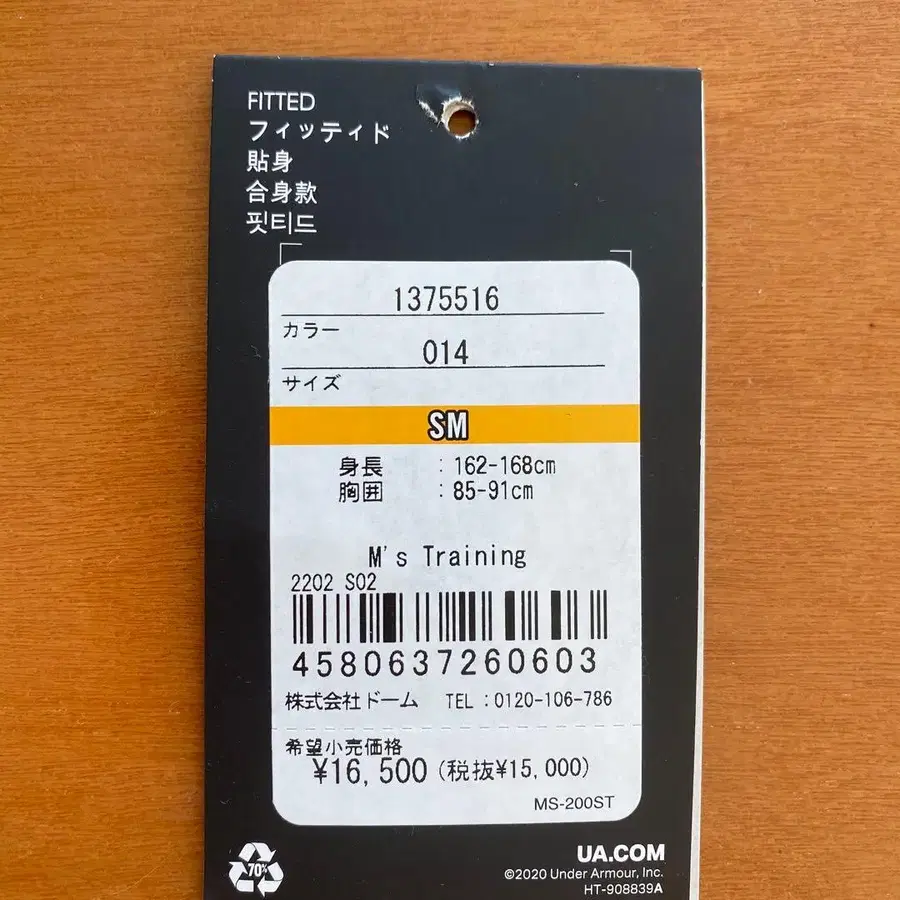 FITTED
フィッティド
貼身
合身款
핏티드
1375516
カラー
014
サイズ
SM
身長 : 162-168cm
胸囲 : 85-91cm
M's Training
2202 S02
4580637260603
株式会社ドーム TEL:0120-106-786
希望小売価格
¥16,500(税抜¥15,000)
MS-200ST
70%
UA.COM
©2020 Under Armour, Inc.
HT-908839A